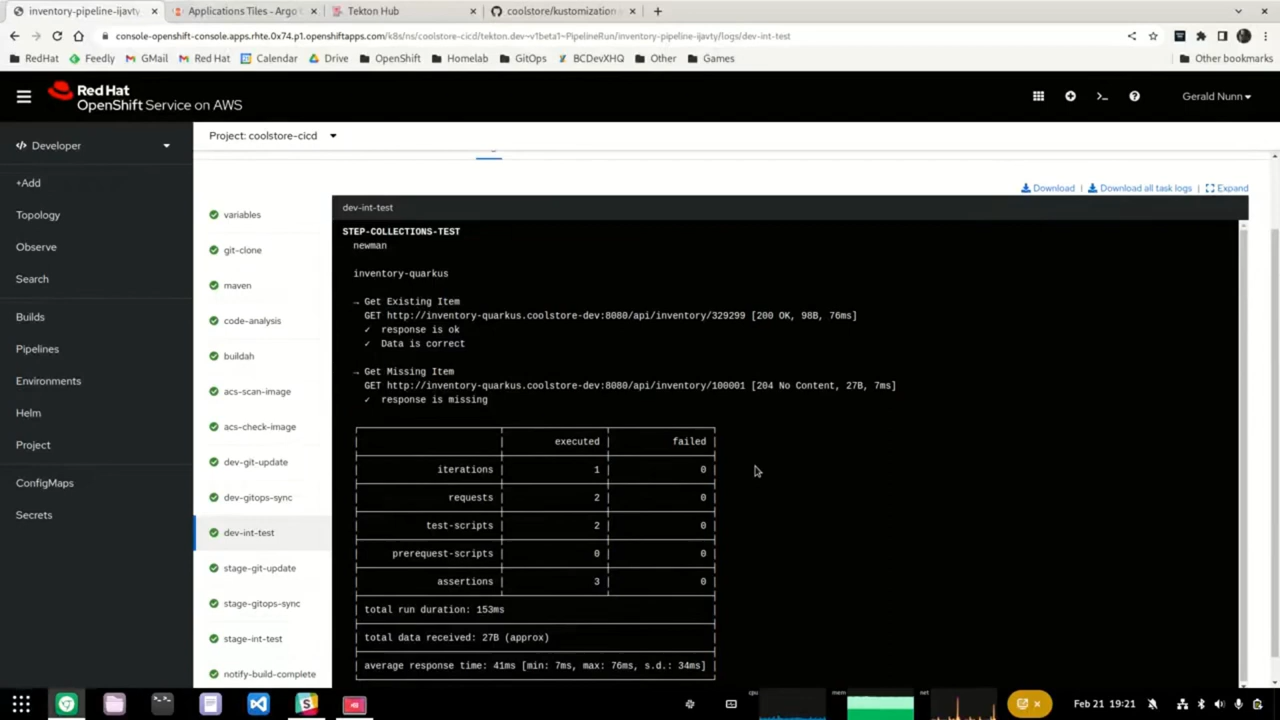 inventory-pipeline-ijavty
Applications Tiles - Argo
Tekton Hub
coolstore/kustomization
console-openshift-console.apps.rhte.0x74.p1.openshiftapps.com/k8s/ns/coolstore-cicd/tekton.dev~v1beta1~PipelineRun/inventory-pipeline-ijavty/logs/dev-int-test
RedHat Feedly GMail Red Hat Calendar Drive OpenShift Homelab GitOps BCDevXHQ Other Games Other bookmarks
Red Hat
OpenShift Service on AWS
Gerald Nunn
Developer
+Add
Topology
Observe
Search
Builds
Pipelines
Environments
Helm
Project
ConfigMaps
Secrets
Project: coolstore-cicd
Download | Download all task logs | Expand
variables
git-clone
maven
code-analysis
buildah
acs-scan-image
acs-check-image
dev-git-update
dev-gitops-sync
dev-int-test
stage-git-update
stage-gitops-sync
stage-int-test
notify-build-complete
dev-int-test
STEP-COLLECTIONS-TEST
newman
inventory-quarkus
→ Get Existing Item
GET http://inventory-quarkus.coolstore-dev:8080/api/inventory/329299 [200 OK, 98B, 76ms]
✓ response is ok
✓ Data is correct
→ Get Missing Item
GET http://inventory-quarkus.coolstore-dev:8080/api/inventory/100001 [204 No Content, 27B, 7ms]
✓ response is missing
executed failed
iterations 1 0
requests 2 0
test-scripts 2 0
prerequest-scripts 0 0
assertions 3 0
total run duration: 153ms
total data received: 27B (approx)
average response time: 41ms [min: 7ms, max: 76ms, s.d.: 34ms]
cpu
mem
net
Feb 21 19:21